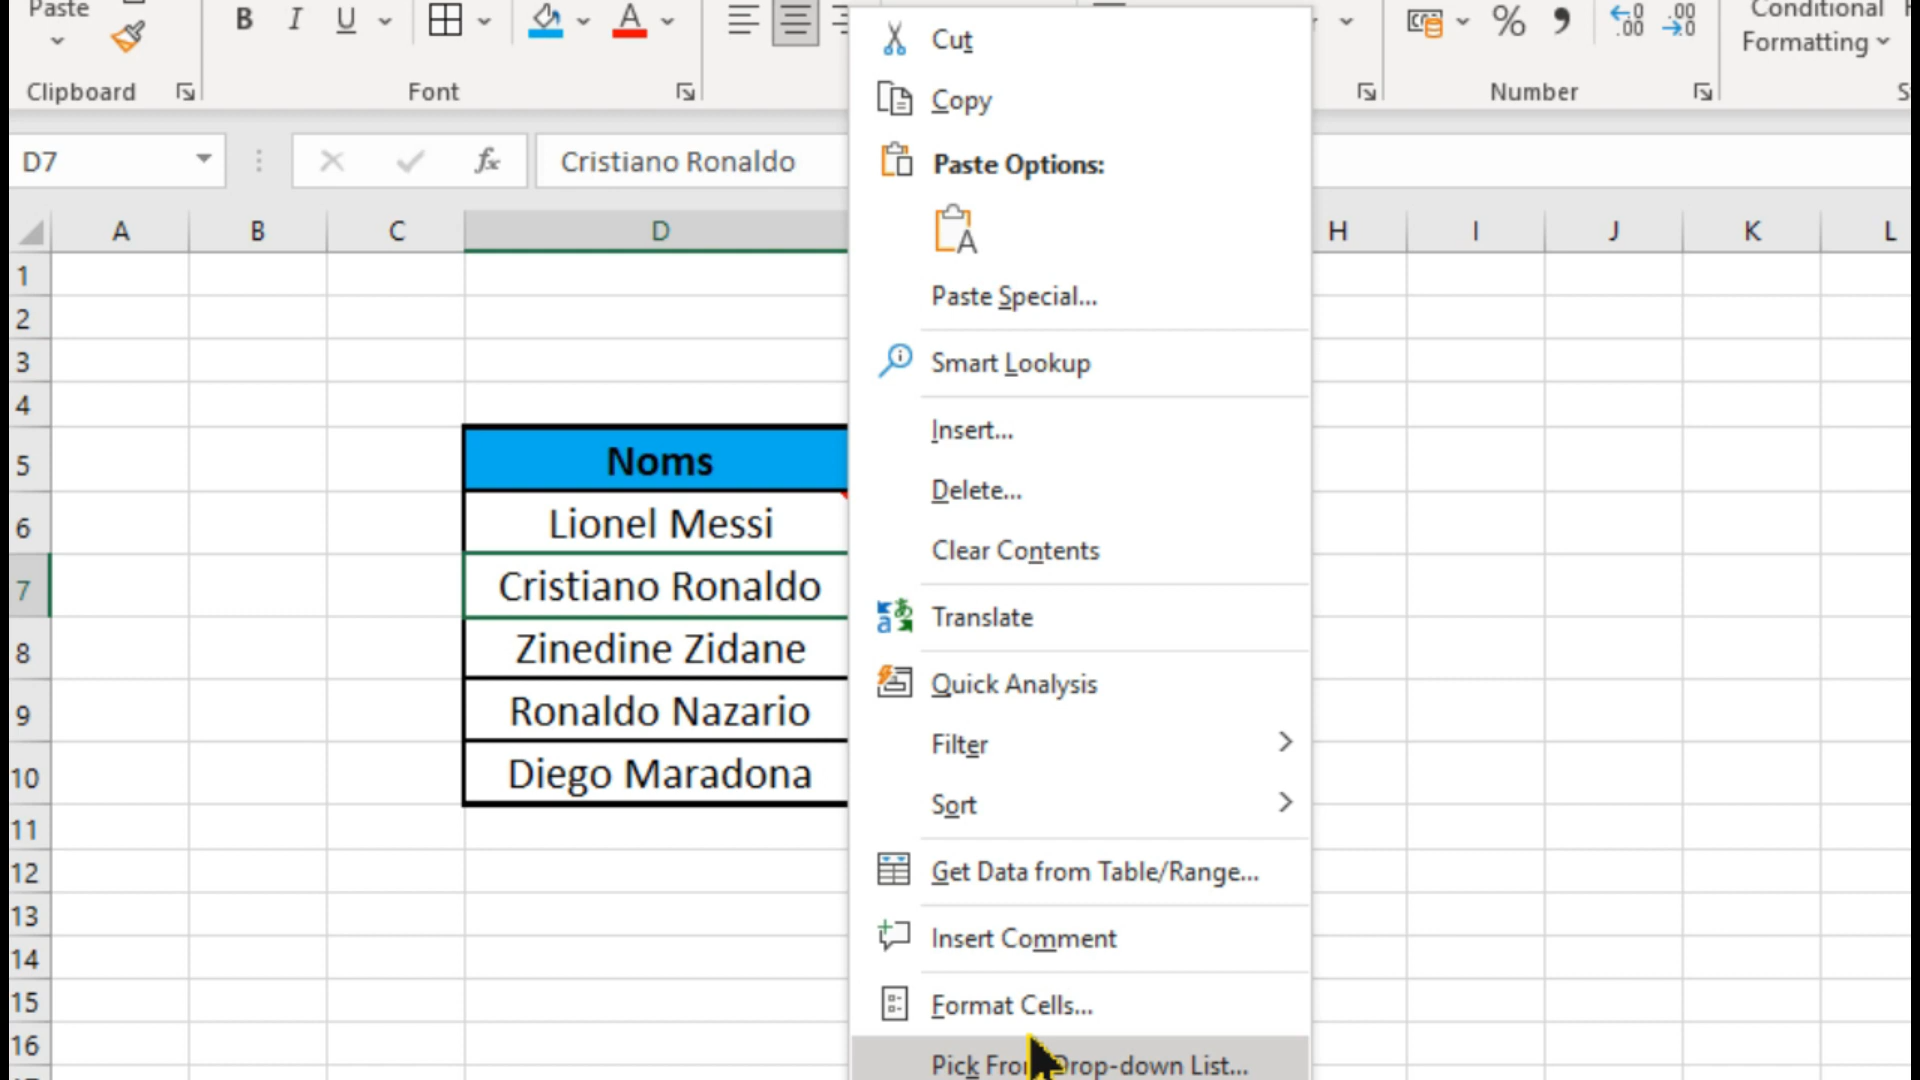 Paste
B I U A % Conditional
Formatting
Clipboard Font Number
D7 fx Cristiano Ronaldo
A B C D H I J K L
1
2
3
4
5 Noms
6 Lionel Messi
7 Cristiano Ronaldo
8 Zinedine Zidane
9 Ronaldo Nazario
10 Diego Maradona
11
12
13
14
15
16
Cut
Copy
Paste Options:
Paste Special...
Smart Lookup
Insert...
Delete...
Clear Contents
Translate
Quick Analysis
Filter
Sort
Get Data from Table/Range...
Insert Comment
Format Cells...
Pick From Drop-down List...